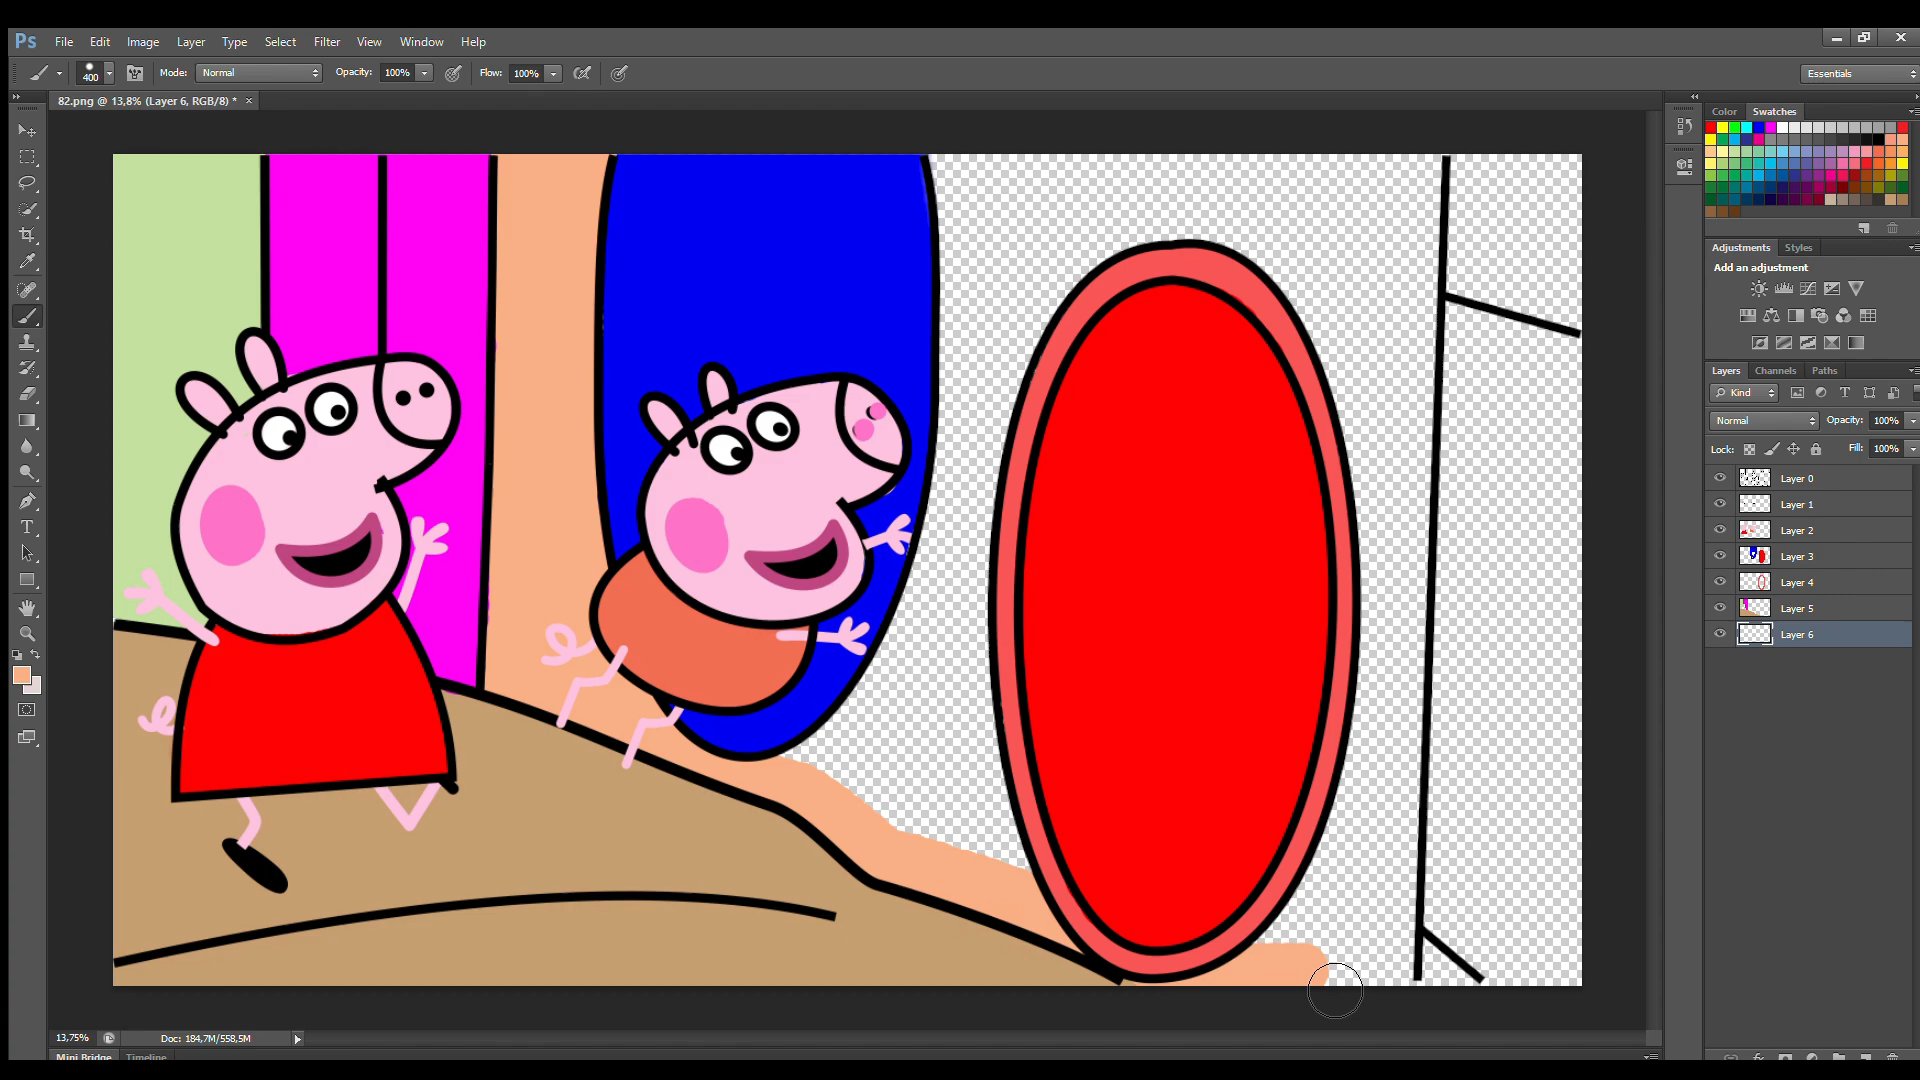 Ps File Edit Image Layer Type Select Filter View Window Help
400 Mode: Normal Opacity: 100% Flow: 100% Essentials
82.png @ 13,8% (Layer 6, RGB/8) * ×
Color Swatches
Adjustments Styles
Add an adjustment
Layers Channels Paths
Kind
Normal Opacity: 100%
Lock: Fill: 100%
Layer 0
Layer 1
Layer 2
Layer 3
Layer 4
Layer 5
Layer 6
13,75% Doc: 184,7M/558,5M
Mini Bridge Timeline